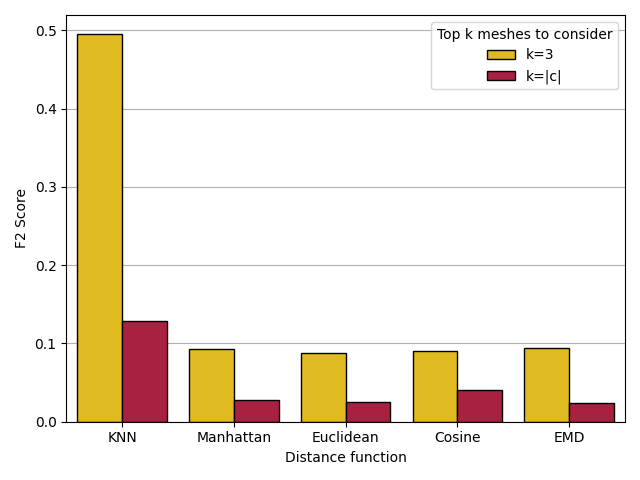 Top k meshes to consider
k=3
k=|c|
0.5
0.4
0.3
0.2
0.1
0.0
F2 Score
KNN Manhattan Euclidean Cosine EMD
Distance function